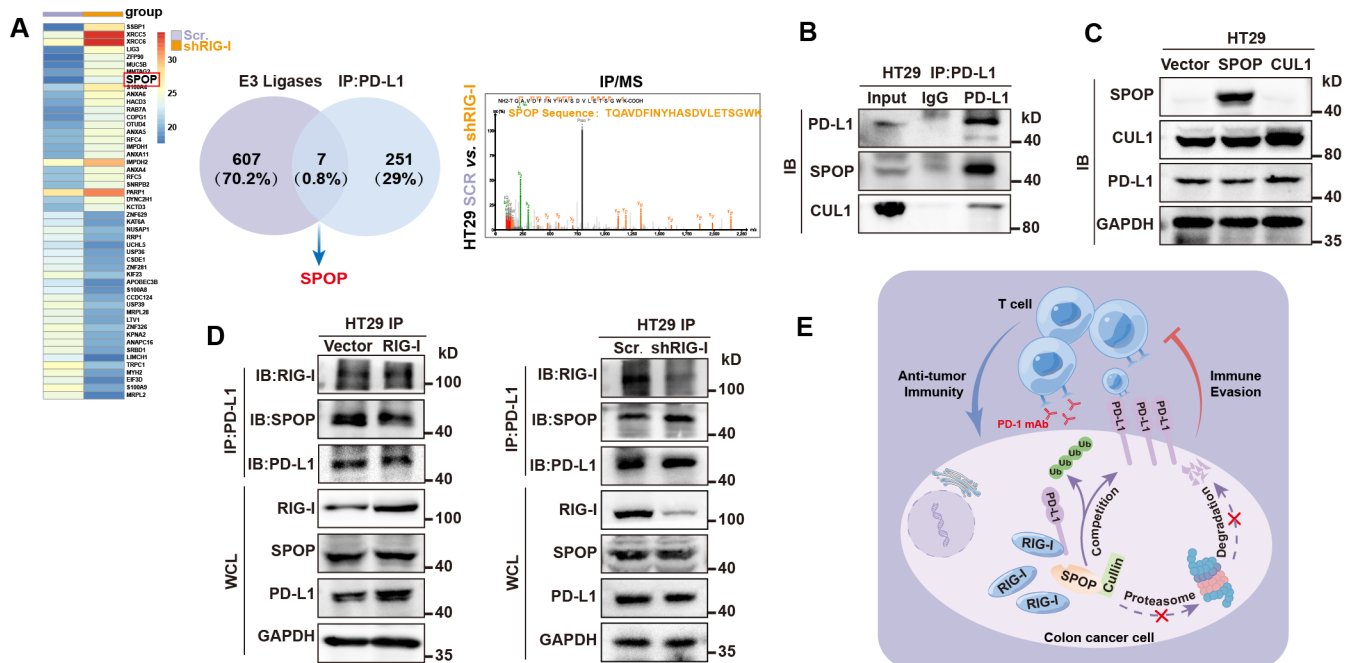 A
group
SSBP1
XRCC5
XRCC6
LIG3
ZFP90
MUC5B
MMTAG2
SPOP
S100A4
ANXA6
HACD3
RAB7A
COPG1
OTUD4
ANXA5
RFC4
IMPDH1
ANXA11
IMPDH2
ANXA4
RFC5
SNRPB2
PARP1
DYNC2H1
KCTD3
ZNF629
KAT6A
NUSAP1
RRP1
UCHL5
USP36
CSDE1
ZNF281
KIF23
APOBEC3B
S100A8
CCDC124
USP39
MRPL28
LTV1
ZNF326
KPNA2
ANAPC16
SRBD1
LIMCH1
TRPC1
MYH2
EIF3D
S100A9
MRPL2
Scr.
shRIG-I
30
25
20
E3 Ligases
IP:PD-L1
607
(70.2%)
7
(0.8%)
251
(29%)
SPOP
IP/MS
HT29 SCR vs. shRIG-I
NH2-TQAVDFINYHASDVLETSGWK-COOH
SPOP Sequence: TQAVDFINYHASDVLETSGWK
B
HT29 IP:PD-L1
Input IgG PD-L1
kD
IB
PD-L1
40
SPOP
40
CUL1
80
C
HT29
Vector SPOP CUL1
kD
IB
SPOP
40
CUL1
80
PD-L1
40
GAPDH
35
D
HT29 IP
Vector RIG-I
kD
IP:PD-L1
IB:RIG-I
100
IB:SPOP
40
IB:PD-L1
40
WCL
RIG-I
100
SPOP
40
PD-L1
40
GAPDH
35
HT29 IP
Scr. shRIG-I
kD
IP:PD-L1
IB:RIG-I
100
IB:SPOP
40
IB:PD-L1
40
WCL
RIG-I
100
SPOP
40
PD-L1
40
GAPDH
35
E
T cell
Anti-tumor
Immunity
Immune
Evasion
PD-1 mAb
PD-L1
PD-L1
PD-L1
Ub
Ub
Ub
Ub
PD-L1
Competition
Degradation
RIG-I
RIG-I
RIG-I
SPOP
Cullin
Proteasome
Colon cancer cell